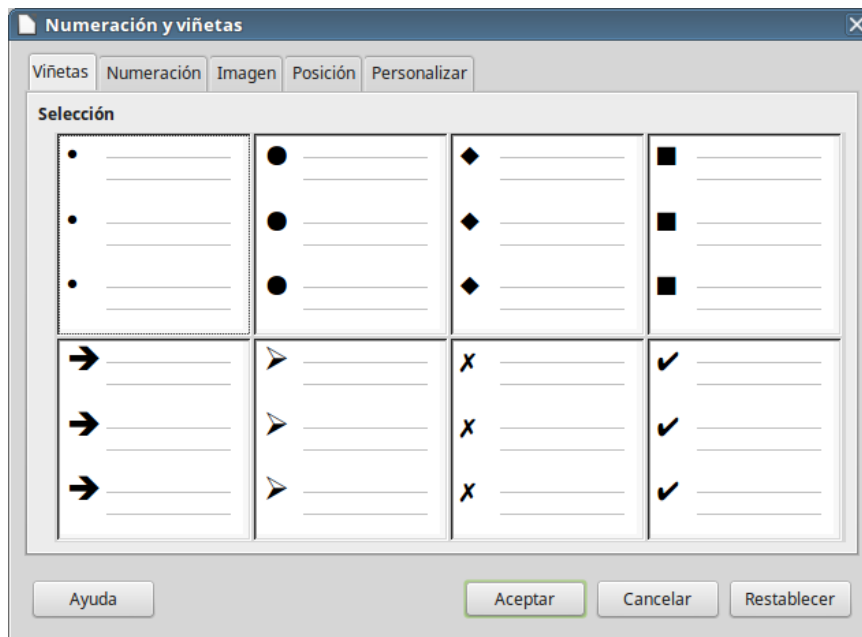 Numeración y viñetas
Viñetas Numeración Imagen Posición Personalizar
Selección
Ayuda Aceptar Cancelar Restablecer